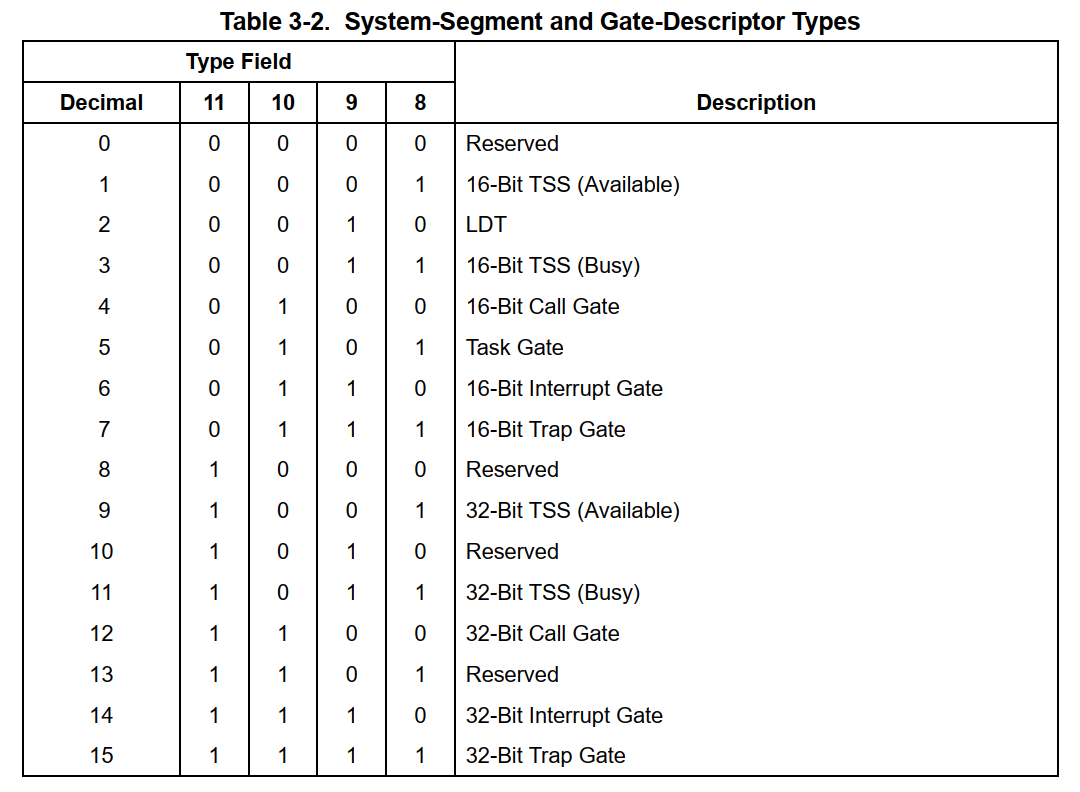 Table 3-2. System-Segment and Gate-Descriptor Types
Type Field
Decimal 11 10 9 8 Description
0 0 0 0 0 Reserved
1 0 0 0 1 16-Bit TSS (Available)
2 0 0 1 0 LDT
3 0 0 1 1 16-Bit TSS (Busy)
4 0 1 0 0 16-Bit Call Gate
5 0 1 0 1 Task Gate
6 0 1 1 0 16-Bit Interrupt Gate
7 0 1 1 1 16-Bit Trap Gate
8 1 0 0 0 Reserved
9 1 0 0 1 32-Bit TSS (Available)
10 1 0 1 0 Reserved
11 1 0 1 1 32-Bit TSS (Busy)
12 1 1 0 0 32-Bit Call Gate
13 1 1 0 1 Reserved
14 1 1 1 0 32-Bit Interrupt Gate
15 1 1 1 1 32-Bit Trap Gate